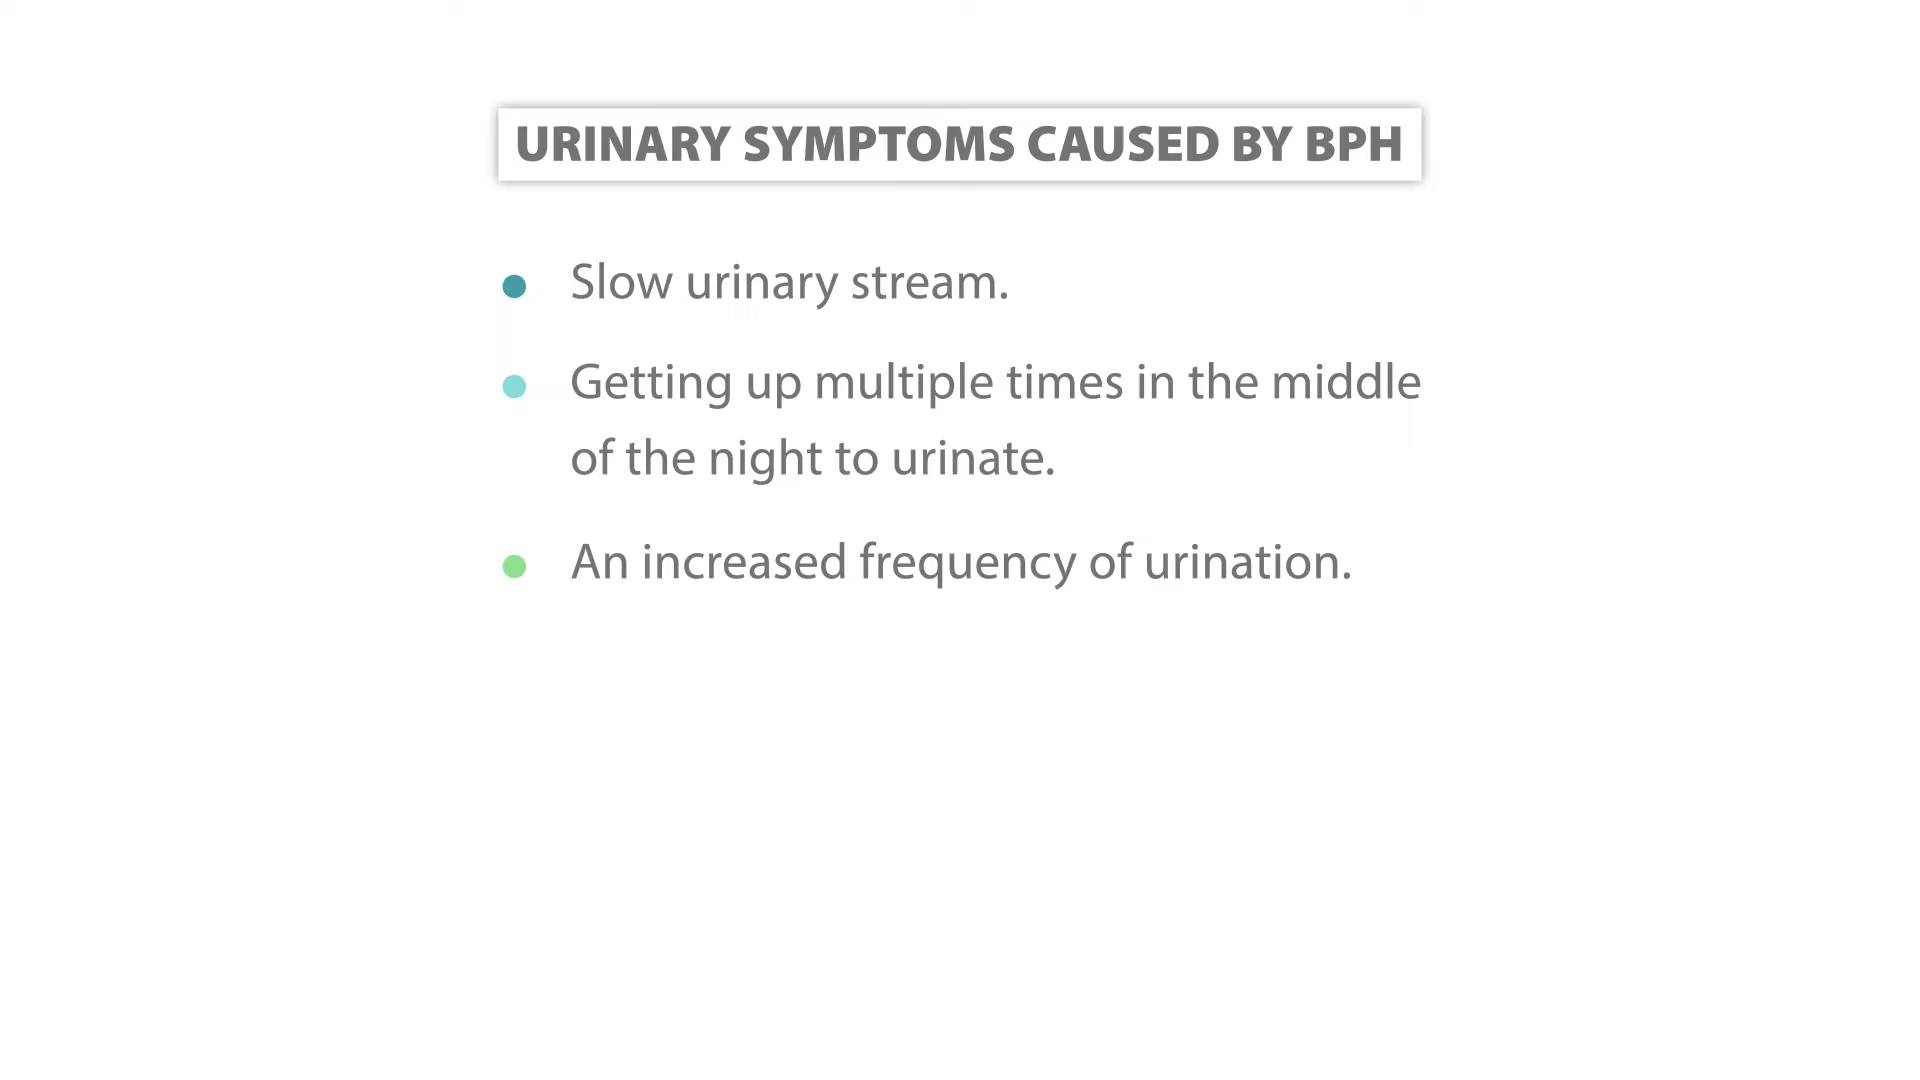 URINARY SYMPTOMS CAUSED BY BPH
Slow urinary stream.
Getting up multiple times in the middle
of the night to urinate.
An increased frequency of urination.